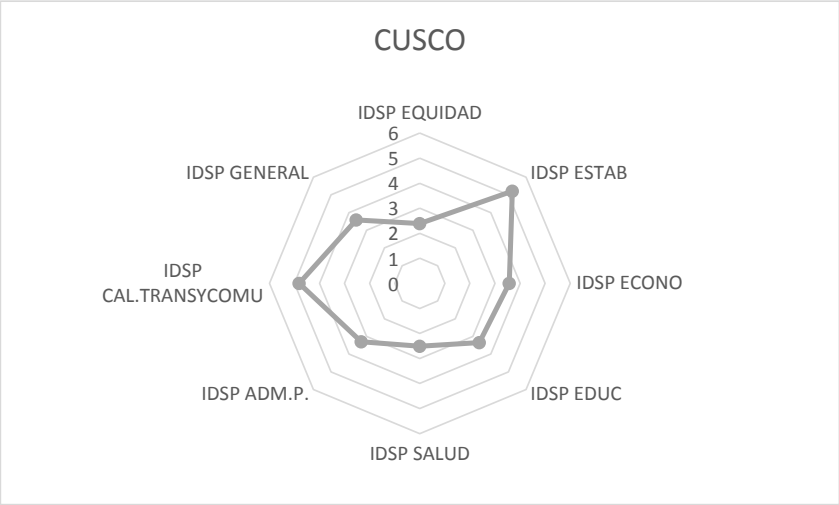 CUSCO
IDSP EQUIDAD
IDSP ESTAB
IDSP ECONO
IDSP EDUC
IDSP SALUD
IDSP ADM.P.
IDSP
CAL.TRANSYCOMU
IDSP GENERAL
6
5
4
3
2
1
0